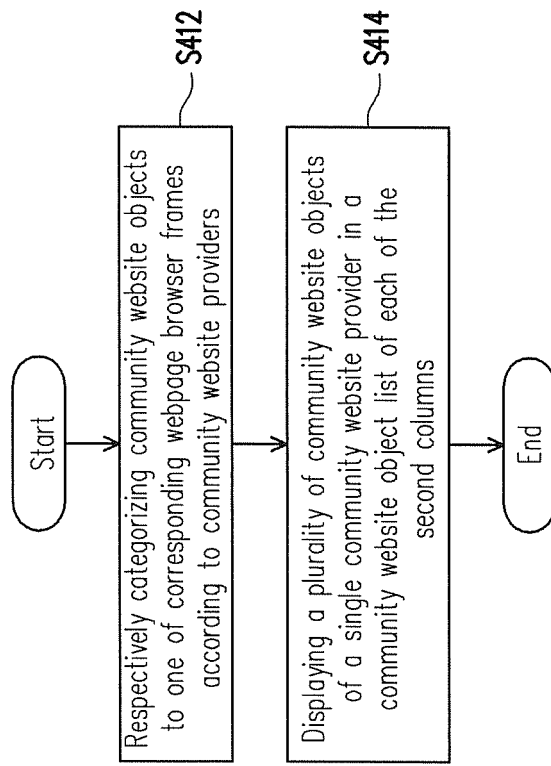 Start
Respectively categorizing community website objects
to one of corresponding webpage browser frames
according to community website providers
S412
Displaying a plurality of community website objects
of a single community website provider in a
community website object list of each of the
second columns
S414
End